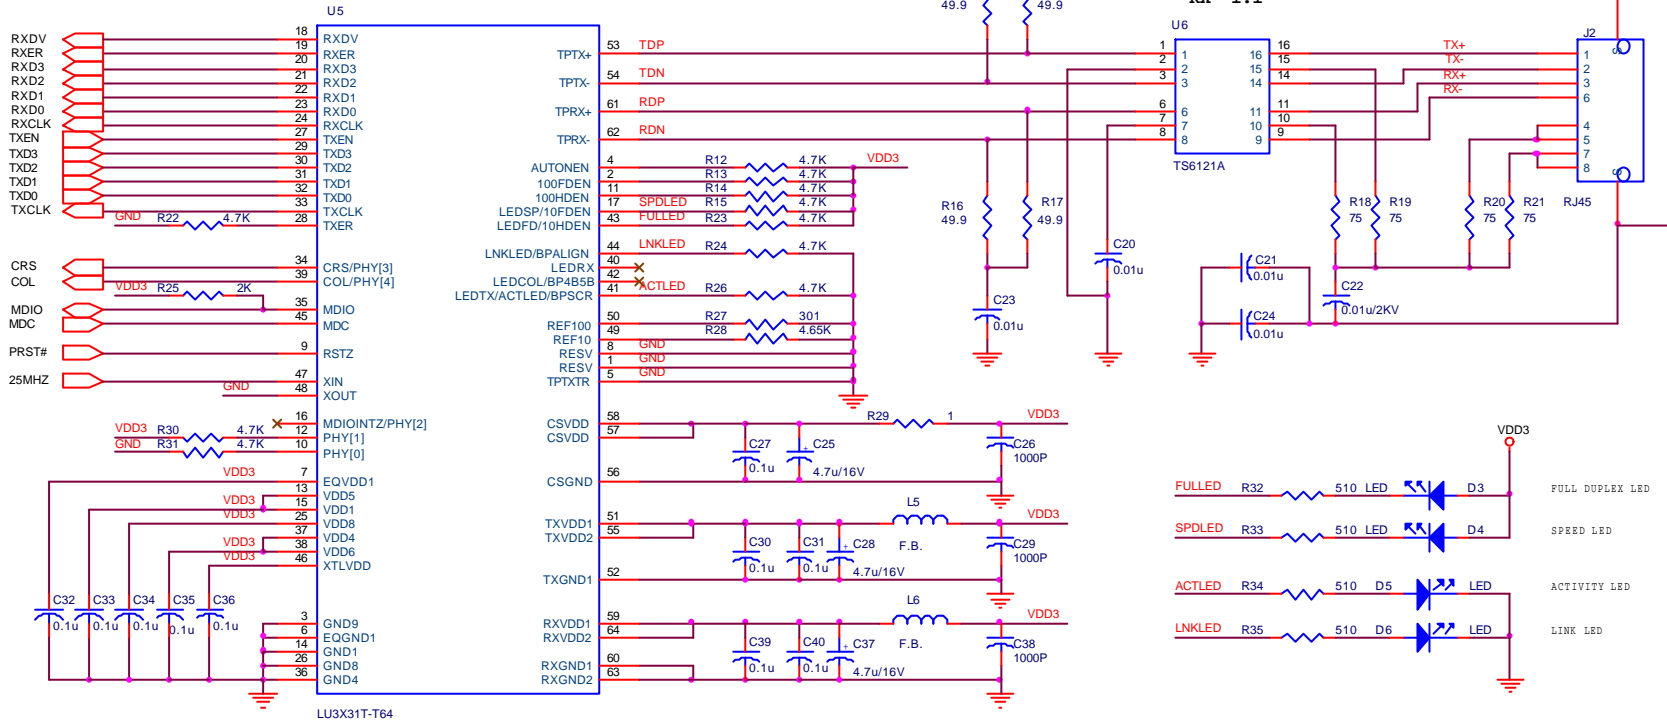 U5
49.9
49.9
U6
J2
RXDV 18 RXDV
RXER 19 RXER
RXD3 20 RXD3
RXD2 21 RXD2
RXD1 22 RXD1
RXD0 23 RXD0
RXCLK 24 RXCLK
TXEN 27 TXEN
TXD3 29 TXD3
TXD2 30 TXD2
TXD1 31 TXD1
TXD0 32 TXD0
TXCLK 33 TXCLK
GND R22 4.7K 28 TXER
CRS 34 CRS/PHY[3]
COL 39 COL/PHY[4]
VDD3 R25 2K
MDIO 35 MDIO
MDC 45 MDC
PRST# 9 RSTZ
25MHZ 47 XIN
GND 48 XOUT
16 MDIOINTZ/PHY[2]
VDD3 R30 4.7K 12 PHY[1]
GND R31 4.7K 10 PHY[0]
VDD3 7 EQVDD1
13 VDD5
VDD3 15 VDD1
VDD3 25 VDD8
37 VDD4
VDD3 38 VDD6
VDD3 46 XTLVDD
C32 0.1u
C33 0.1u
C34 0.1u
C35 0.1u
C36 0.1u
3 GND9
6 EQGND1
14 GND1
26 GND8
36 GND4
LU3X31T-T64
TPTX+ 53 TDP
TPTX- 54 TDN
TPRX+ 61 RDP
TPRX- 62 RDN
AUTONEN 4 R12 4.7K VDD3
100FDEN 2 R13 4.7K
100HDEN 11 R14 4.7K
LEDSP/10FDEN 17 SPDLED R15 4.7K
LEDFD/10HDEN 43 FULLED R23 4.7K
LNKLED/BPALIGN 44 LNKLED R24 4.7K
LEDRX 40
LEDCOL/BP4B5B 42
LEDTX/ACTLED/BPSCR 41 ACTLED R26 4.7K
REF100 50 R27 301
REF10 49 R28 4.65K
RESV 8 GND
RESV 1 GND
TPTXTR 5 GND
CSVDD 58 R29 1 VDD3
CSVDD 57
C27 0.1u
C25 4.7u/16V
C26 1000P
CSGND 56
TXVDD1 51 L5 F.B. VDD3
TXVDD2 55
C30 0.1u
C31 0.1u
C28 4.7u/16V
C29 1000P
TXGND1 52
RXVDD1 59 L6 F.B. VDD3
RXVDD2 64
C39 0.1u
C40 0.1u
C37 4.7u/16V
C38 1000P
RXGND1 60
RXGND2 63
1 1 16 16 TX+ 1
2 2 15 15 TX- 2
3 3 14 14 RX+ 3
6 6 11 11 RX- 6
7 7 10 10 4
8 8 9 9 5
7
8
TS6121A
RJ45
R16 49.9
R17 49.9
R18 75
R19 75
R20 75
R21 75
C20 0.01u
C23 0.01u
C21 0.01u
C22 0.01u/2KV
C24 0.01u
VDD3
FULLED R32 510 LED D3 FULL DUPLEX LED
SPDLED R33 510 LED D4 SPEED LED
ACTLED R34 510 D5 LED ACTIVITY LED
LNKLED R35 510 D6 LED LINK LED